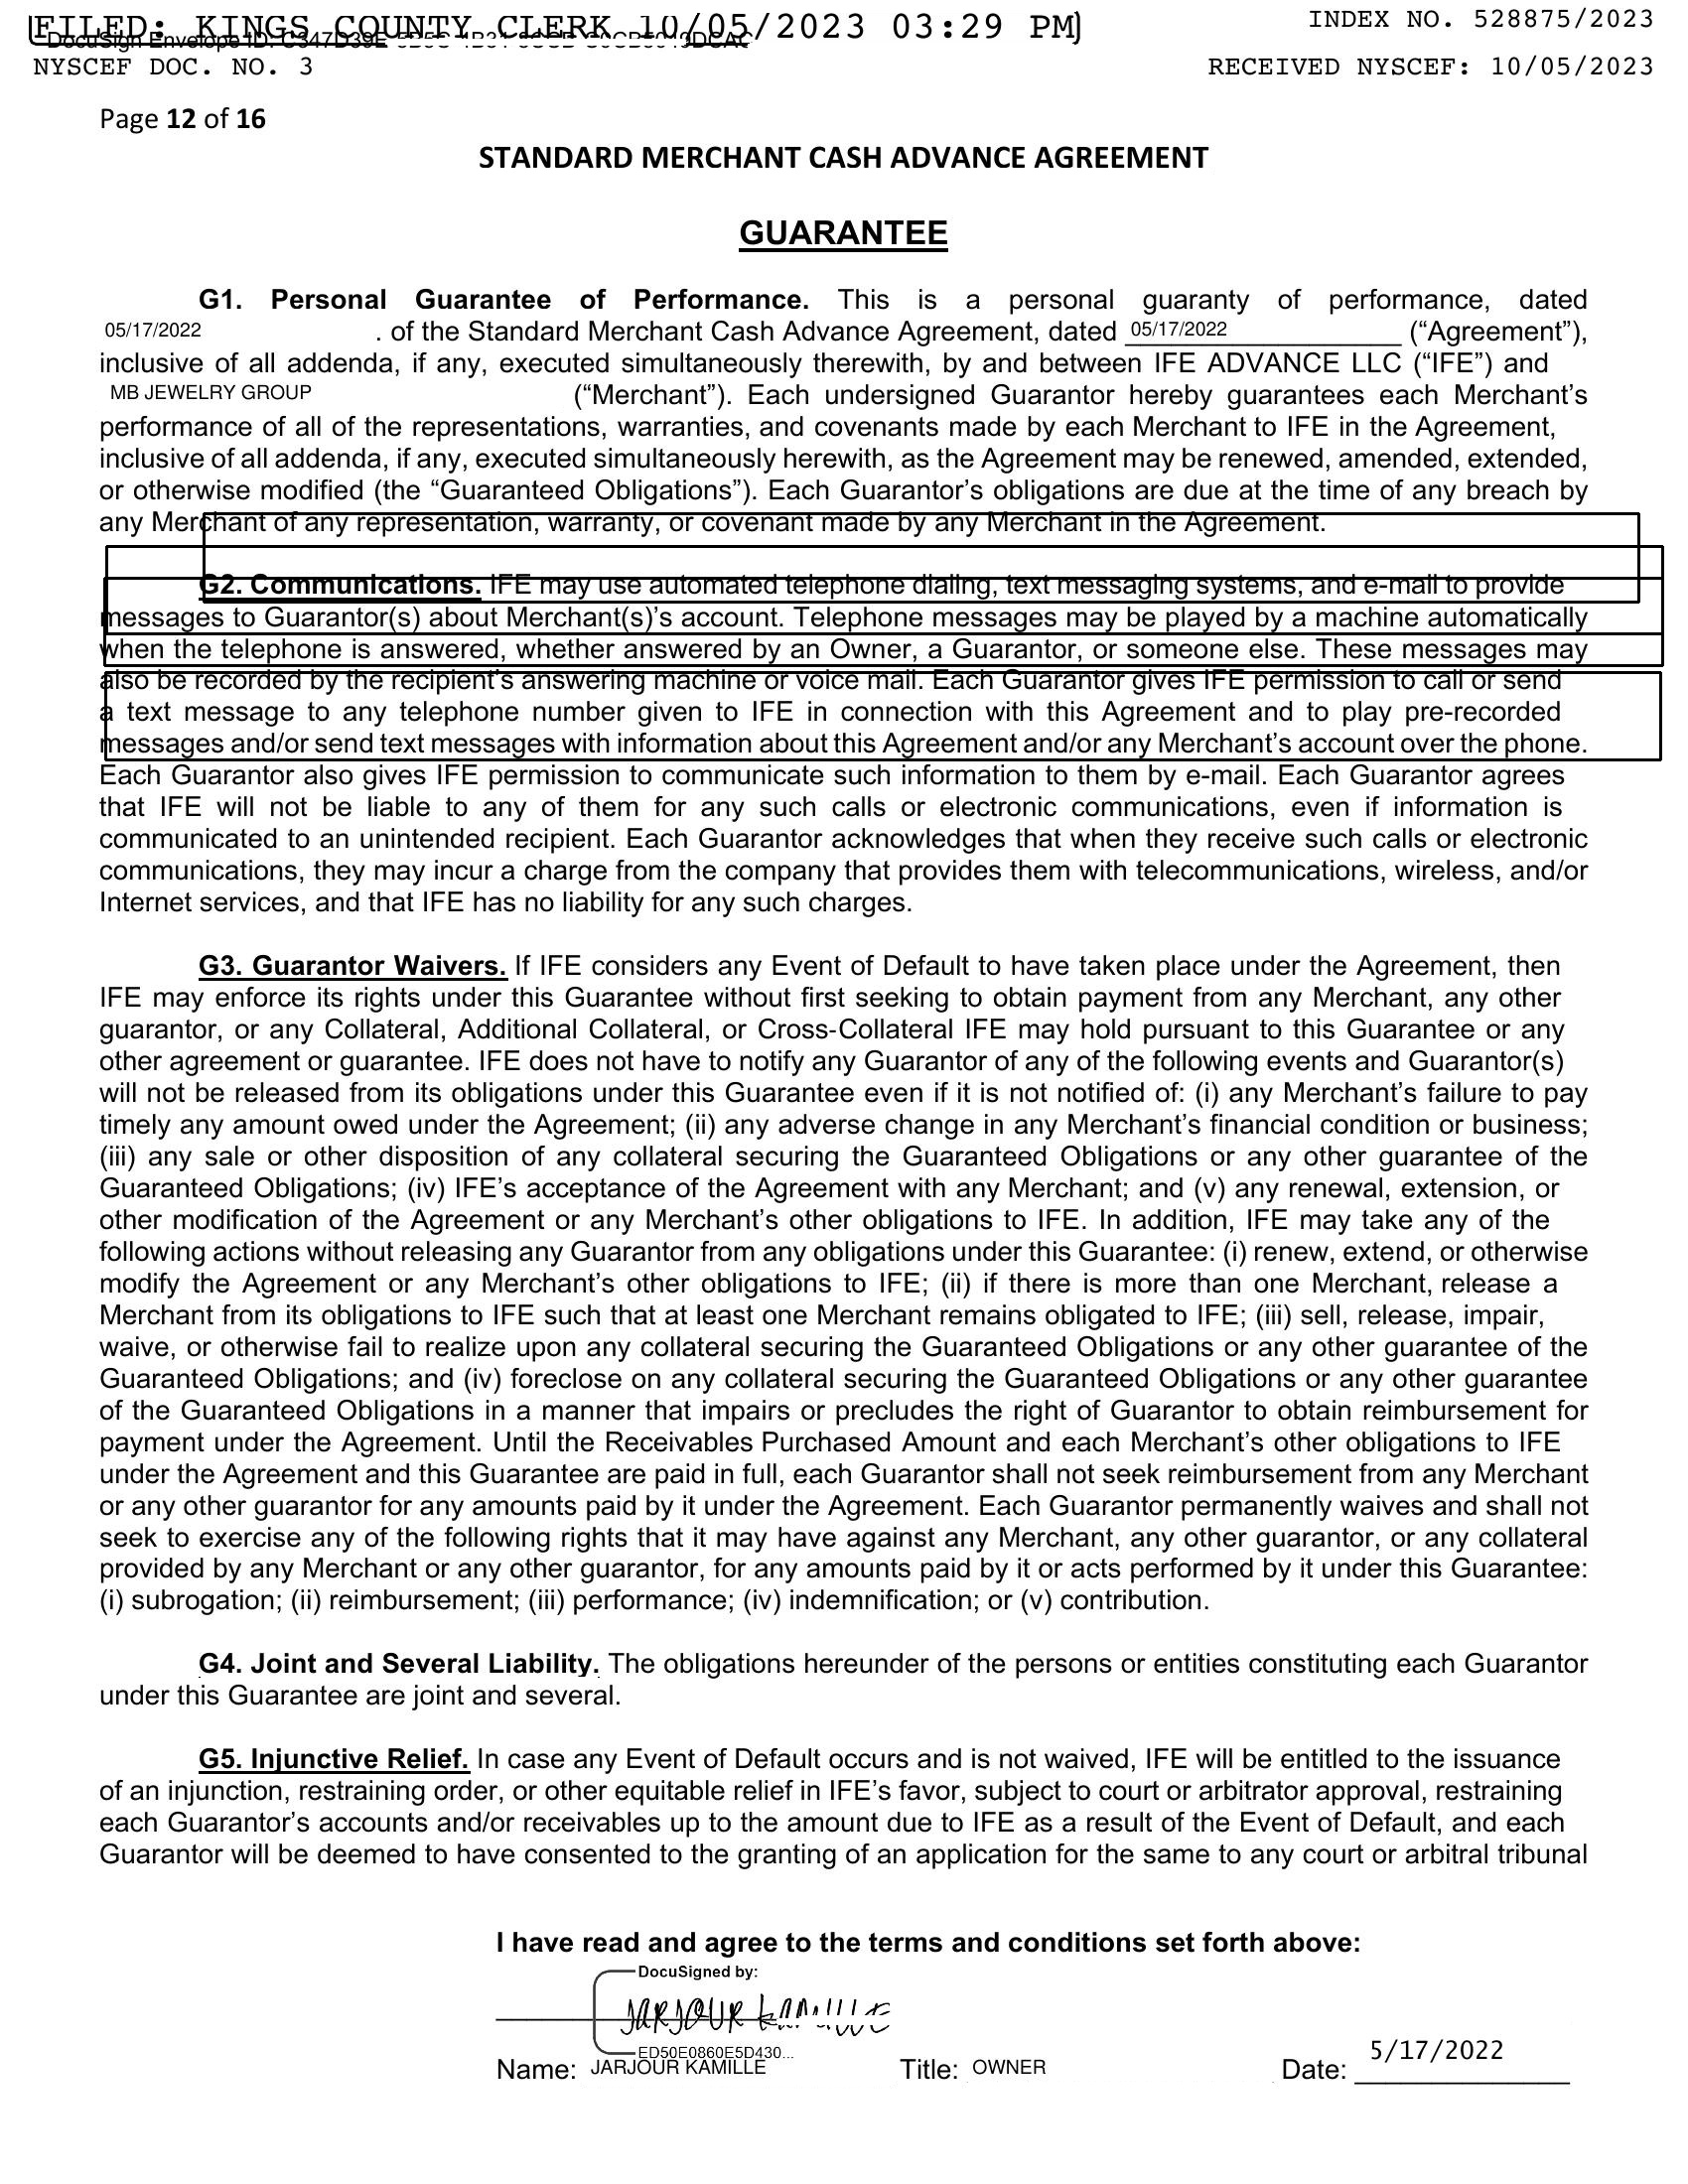 FILED: KINGS COUNTY CLERK 10/05/2023 03:29 PM
INDEX NO. 528875/2023
DocuSign Envelope ID:
NYSCEF DOC. NO. 3
RECEIVED NYSCEF: 10/05/2023
Page 12 of 16
STANDARD MERCHANT CASH ADVANCE AGREEMENT
GUARANTEE
G1. Personal Guarantee of Performance. This is a personal guaranty of performance, dated
05/17/2022 . of the Standard Merchant Cash Advance Agreement, dated 05/17/2022 (“Agreement”),
inclusive of all addenda, if any, executed simultaneously therewith, by and between IFE ADVANCE LLC (“IFE”) and
MB JEWELRY GROUP (“Merchant”). Each undersigned Guarantor hereby guarantees each Merchant’s
performance of all of the representations, warranties, and covenants made by each Merchant to IFE in the Agreement,
inclusive of all addenda, if any, executed simultaneously herewith, as the Agreement may be renewed, amended, extended,
or otherwise modified (the “Guaranteed Obligations”). Each Guarantor’s obligations are due at the time of any breach by
any Merchant of any representation, warranty, or covenant made by any Merchant in the Agreement.
G2. Communications. IFE may use automated telephone dialing, text messaging systems, and e-mail to provide
messages to Guarantor(s) about Merchant(s)’s account. Telephone messages may be played by a machine automatically
when the telephone is answered, whether answered by an Owner, a Guarantor, or someone else. These messages may
also be recorded by the recipient’s answering machine or voice mail. Each Guarantor gives IFE permission to call or send
a text message to any telephone number given to IFE in connection with this Agreement and to play pre-recorded
messages and/or send text messages with information about this Agreement and/or any Merchant’s account over the phone.
Each Guarantor also gives IFE permission to communicate such information to them by e-mail. Each Guarantor agrees
that IFE will not be liable to any of them for any such calls or electronic communications, even if information is
communicated to an unintended recipient. Each Guarantor acknowledges that when they receive such calls or electronic
communications, they may incur a charge from the company that provides them with telecommunications, wireless, and/or
Internet services, and that IFE has no liability for any such charges.
G3. Guarantor Waivers. If IFE considers any Event of Default to have taken place under the Agreement, then
IFE may enforce its rights under this Guarantee without first seeking to obtain payment from any Merchant, any other
guarantor, or any Collateral, Additional Collateral, or Cross-Collateral IFE may hold pursuant to this Guarantee or any
other agreement or guarantee. IFE does not have to notify any Guarantor of any of the following events and Guarantor(s)
will not be released from its obligations under this Guarantee even if it is not notified of: (i) any Merchant’s failure to pay
timely any amount owed under the Agreement; (ii) any adverse change in any Merchant’s financial condition or business;
(iii) any sale or other disposition of any collateral securing the Guaranteed Obligations or any other guarantee of the
Guaranteed Obligations; (iv) IFE’s acceptance of the Agreement with any Merchant; and (v) any renewal, extension, or
other modification of the Agreement or any Merchant’s other obligations to IFE. In addition, IFE may take any of the
following actions without releasing any Guarantor from any obligations under this Guarantee: (i) renew, extend, or otherwise
modify the Agreement or any Merchant’s other obligations to IFE; (ii) if there is more than one Merchant, release a
Merchant from its obligations to IFE such that at least one Merchant remains obligated to IFE; (iii) sell, release, impair,
waive, or otherwise fail to realize upon any collateral securing the Guaranteed Obligations or any other guarantee of the
Guaranteed Obligations; and (iv) foreclose on any collateral securing the Guaranteed Obligations or any other guarantee
of the Guaranteed Obligations in a manner that impairs or precludes the right of Guarantor to obtain reimbursement for
payment under the Agreement. Until the Receivables Purchased Amount and each Merchant’s other obligations to IFE
under the Agreement and this Guarantee are paid in full, each Guarantor shall not seek reimbursement from any Merchant
or any other guarantor for any amounts paid by it under the Agreement. Each Guarantor permanently waives and shall not
seek to exercise any of the following rights that it may have against any Merchant, any other guarantor, or any collateral
provided by any Merchant or any other guarantor, for any amounts paid by it or acts performed by it under this Guarantee:
(i) subrogation; (ii) reimbursement; (iii) performance; (iv) indemnification; or (v) contribution.
G4. Joint and Several Liability. The obligations hereunder of the persons or entities constituting each Guarantor
under this Guarantee are joint and several.
G5. Injunctive Relief. In case any Event of Default occurs and is not waived, IFE will be entitled to the issuance
of an injunction, restraining order, or other equitable relief in IFE’s favor, subject to court or arbitrator approval, restraining
each Guarantor’s accounts and/or receivables up to the amount due to IFE as a result of the Event of Default, and each
Guarantor will be deemed to have consented to the granting of an application for the same to any court or arbitral tribunal
I have read and agree to the terms and conditions set forth above:
DocuSigned by:
JARJOUR KAMILLE
ED50E0860E5D430...
Name: JARJOUR KAMILLE Title: OWNER Date: 5/17/2022